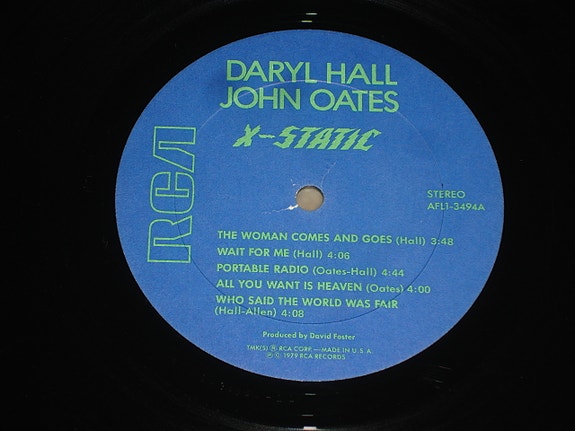 DARYL HALL
JOHN OATES
X-STATIC
RCA
STEREO
AFL1-3494A
THE WOMAN COMES AND GOES (Hall) 3:48
WAIT FOR ME (Hall) 4:06
PORTABLE RADIO (Oates-Hall) 4:44
ALL YOU WANT IS HEAVEN (Oates) 4:00
WHO SAID THE WORLD WAS FAIR
(Hall-Allen) 4:08
Produced by David Foster
TMK(S) ® RCA CORP.—MADE IN U.S.A.
℗ © 1979 RCA RECORDS